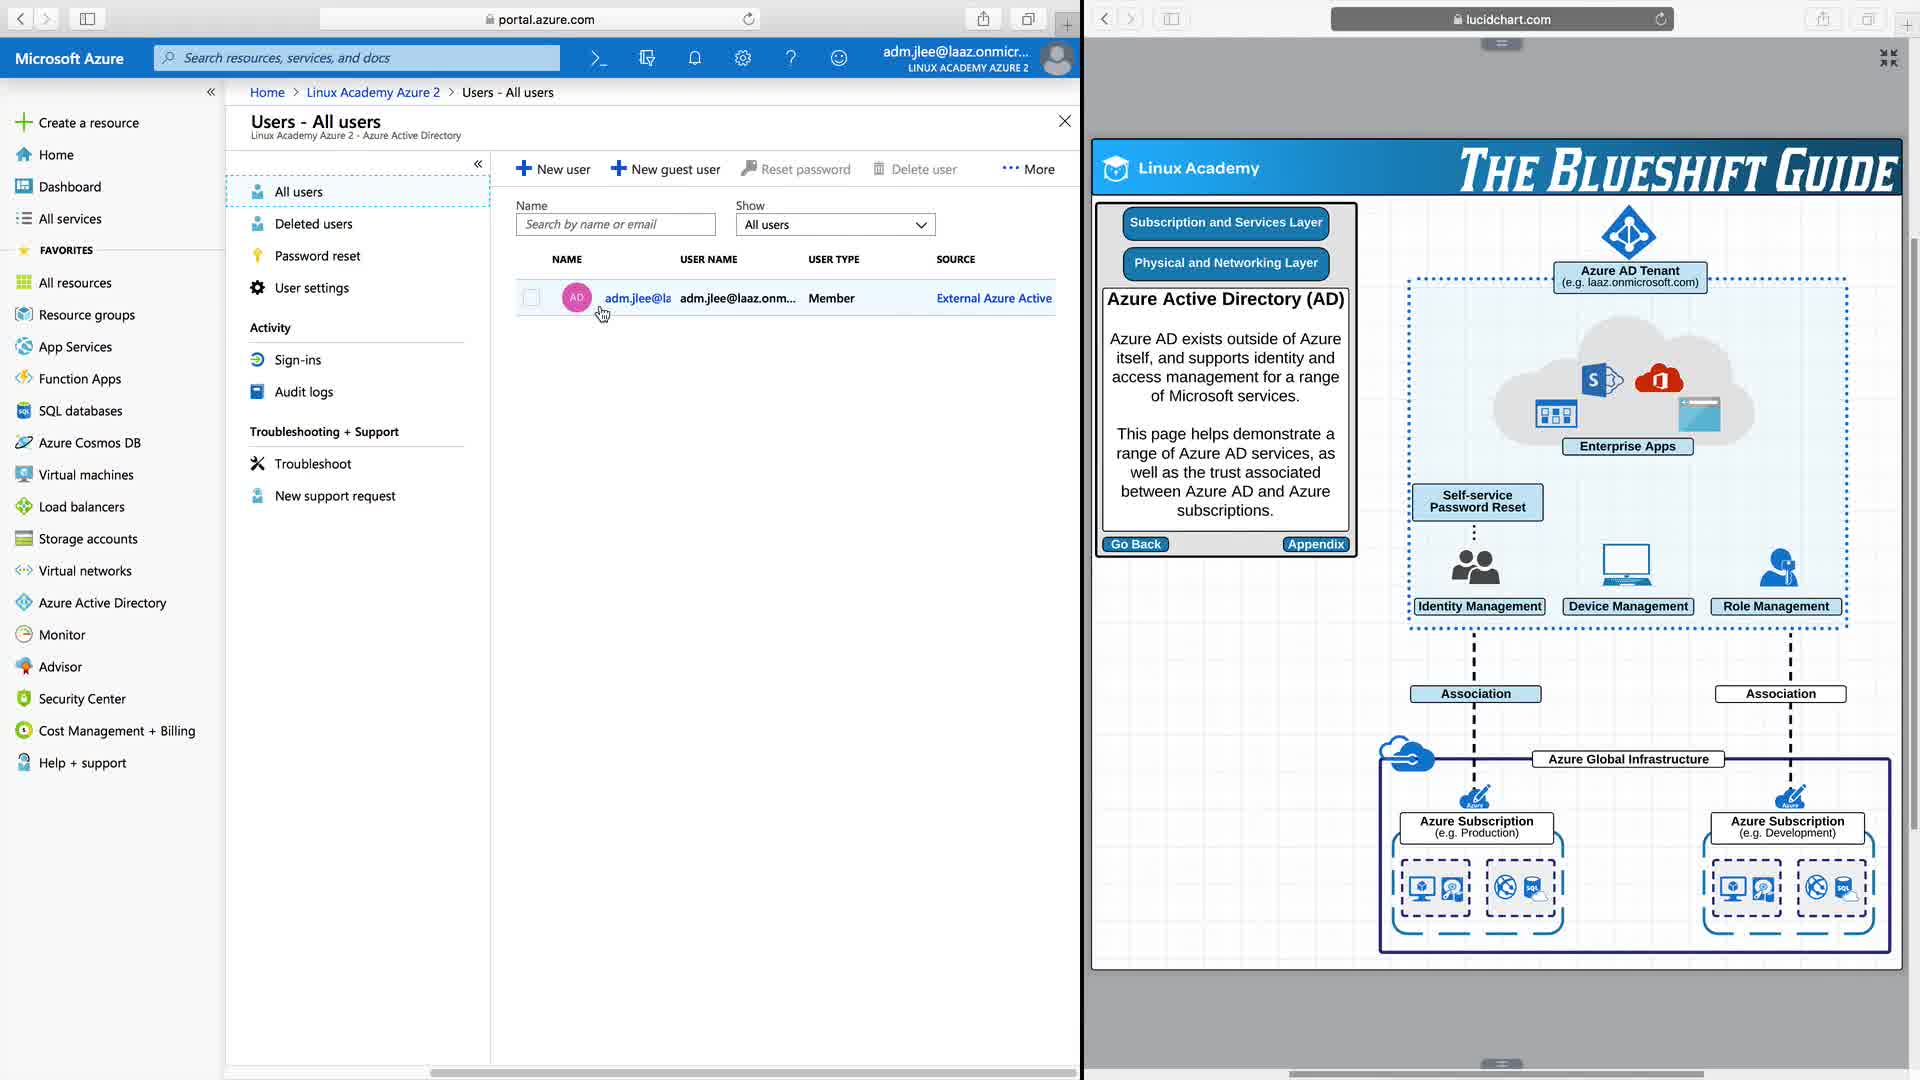 portal.azure.com
lucidchart.com
Microsoft Azure
Search resources, services, and docs
adm.jlee@laaz.onmicr...
LINUX ACADEMY AZURE 2
Home > Linux Academy Azure 2 > Users - All users
Create a resource
Home
Dashboard
All services
FAVORITES
All resources
Resource groups
App Services
Function Apps
SQL databases
Azure Cosmos DB
Virtual machines
Load balancers
Storage accounts
Virtual networks
Azure Active Directory
Monitor
Advisor
Security Center
Cost Management + Billing
Help + support
Users - All users
Linux Academy Azure 2 - Azure Active Directory
All users
Deleted users
Password reset
User settings
Activity
Sign-ins
Audit logs
Troubleshooting + Support
Troubleshoot
New support request
New user
New guest user
Reset password
Delete user
More
Name
Show
Search by name or email
All users
NAME USER NAME USER TYPE SOURCE
AD adm.jlee@la adm.jlee@laaz.onm... Member External Azure Active
Linux Academy
THE BLUESHIFT GUIDE
Subscription and Services Layer
Physical and Networking Layer
Azure Active Directory (AD)
Azure AD exists outside of Azure
itself, and supports identity and
access management for a range
of Microsoft services.
This page helps demonstrate a
range of Azure AD services, as
well as the trust associated
between Azure AD and Azure
subscriptions.
Go Back
Appendix
Azure AD Tenant
(e.g. laaz.onmicrosoft.com)
Enterprise Apps
Self-service
Password Reset
Identity Management
Device Management
Role Management
Association
Association
Azure Global Infrastructure
Azure Subscription
(e.g. Production)
Azure Subscription
(e.g. Development)